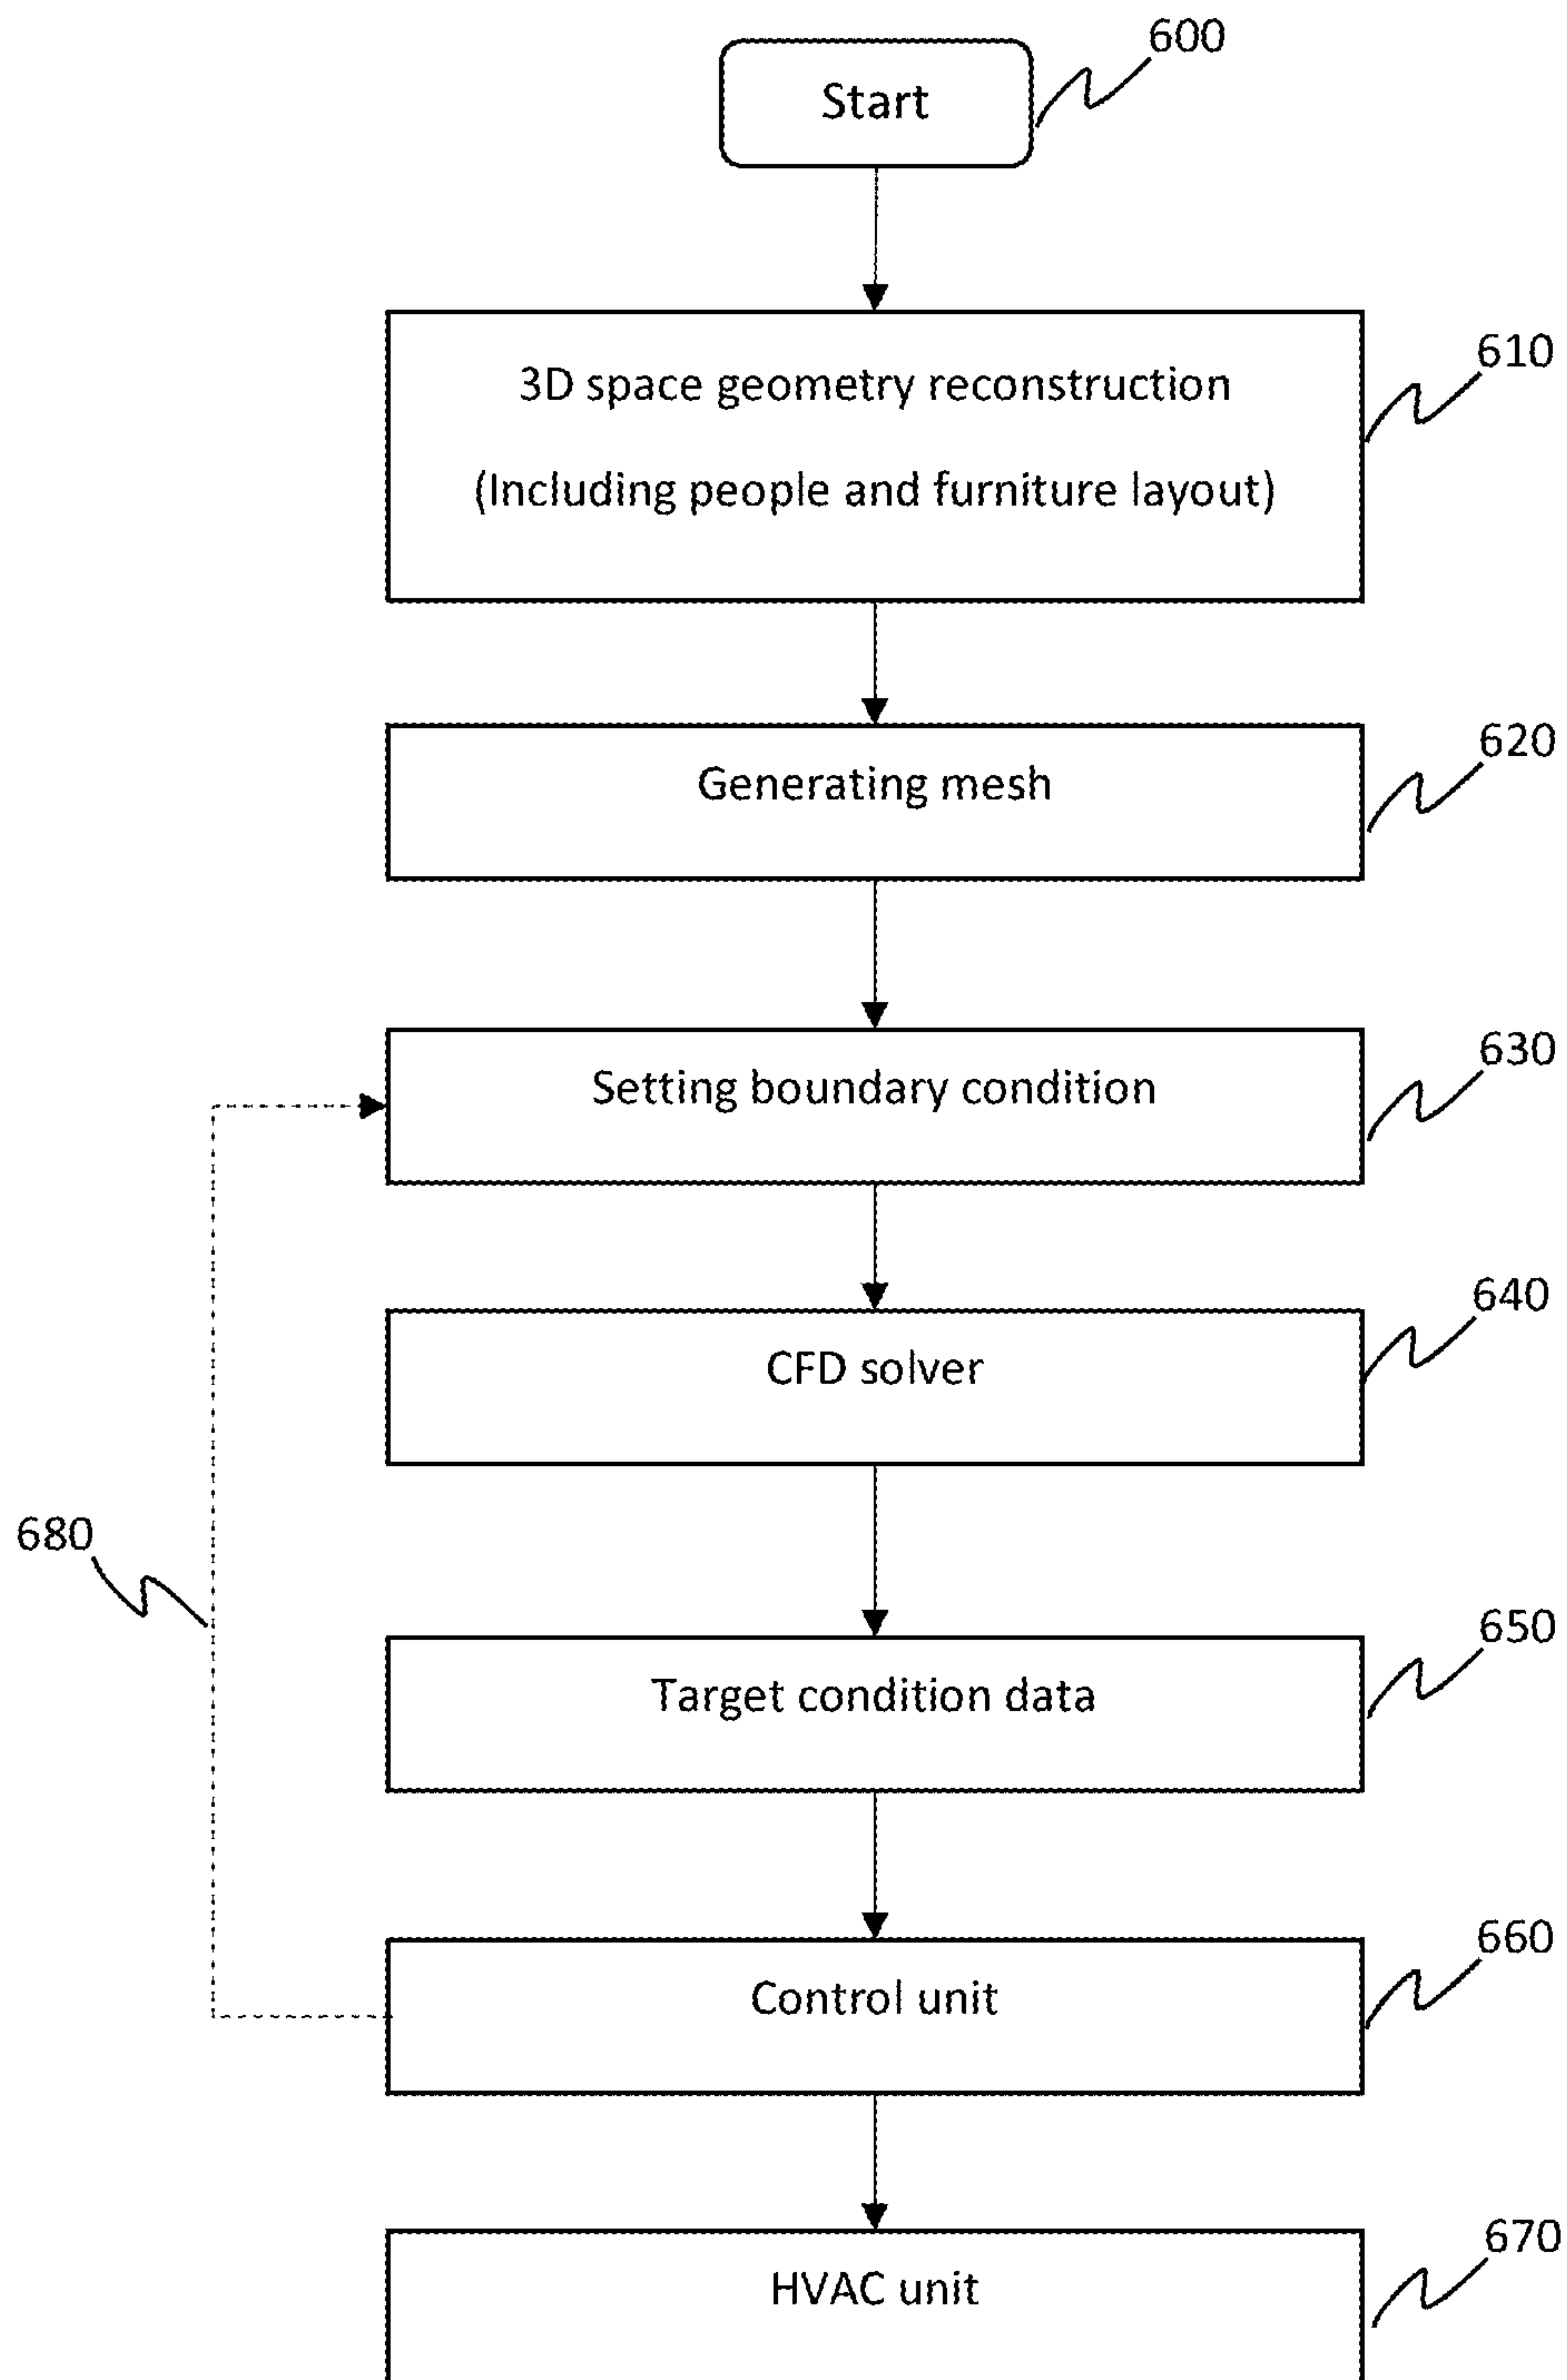 600
Start
610
3D space geometry reconstruction
(Including people and furniture layout)
620
Generating mesh
630
Setting boundary condition
640
CFD solver
680
650
Target condition data
660
Control unit
670
HVAC unit